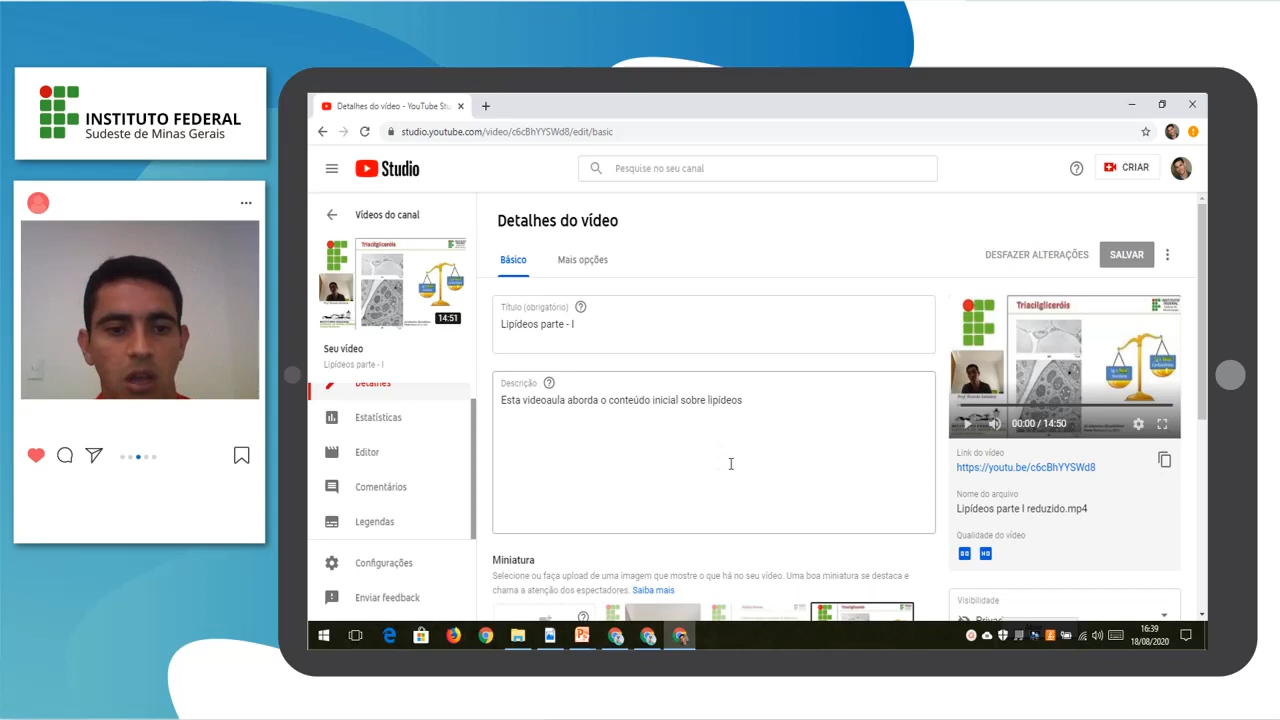 INSTITUTO FEDERAL
Sudeste de Minas Gerais
Detalhes do vídeo - YouTube Stu
studio.youtube.com/video/c6cBhYYSWd8/edit/basic
Studio
Pesquise no seu canal
CRIAR
Vídeos do canal
Triacilgliceróis
14:51
Seu vídeo
Lipídeos parte - I
Detalhes
Estatísticas
Editor
Comentários
Legendas
Configurações
Enviar feedback
Detalhes do vídeo
Básico
Mais opções
DESFAZER ALTERAÇÕES
SALVAR
Título (obrigatório)
Lipídeos parte - I
Descrição
Esta videoaula aborda o conteúdo inicial sobre lipídeos
Miniatura
Selecione ou faça upload de uma imagem que mostre o que há no seu vídeo. Uma boa miniatura se destaca e
chama a atenção dos espectadores. Saiba mais
Triacilgliceróis
00:00 / 14:50
Link do vídeo
https://youtu.be/c6cBhYYSWd8
Nome do arquivo
Lipídeos parte I reduzido.mp4
Qualidade do vídeo
SD HD
Visibilidade
16:39
18/08/2020